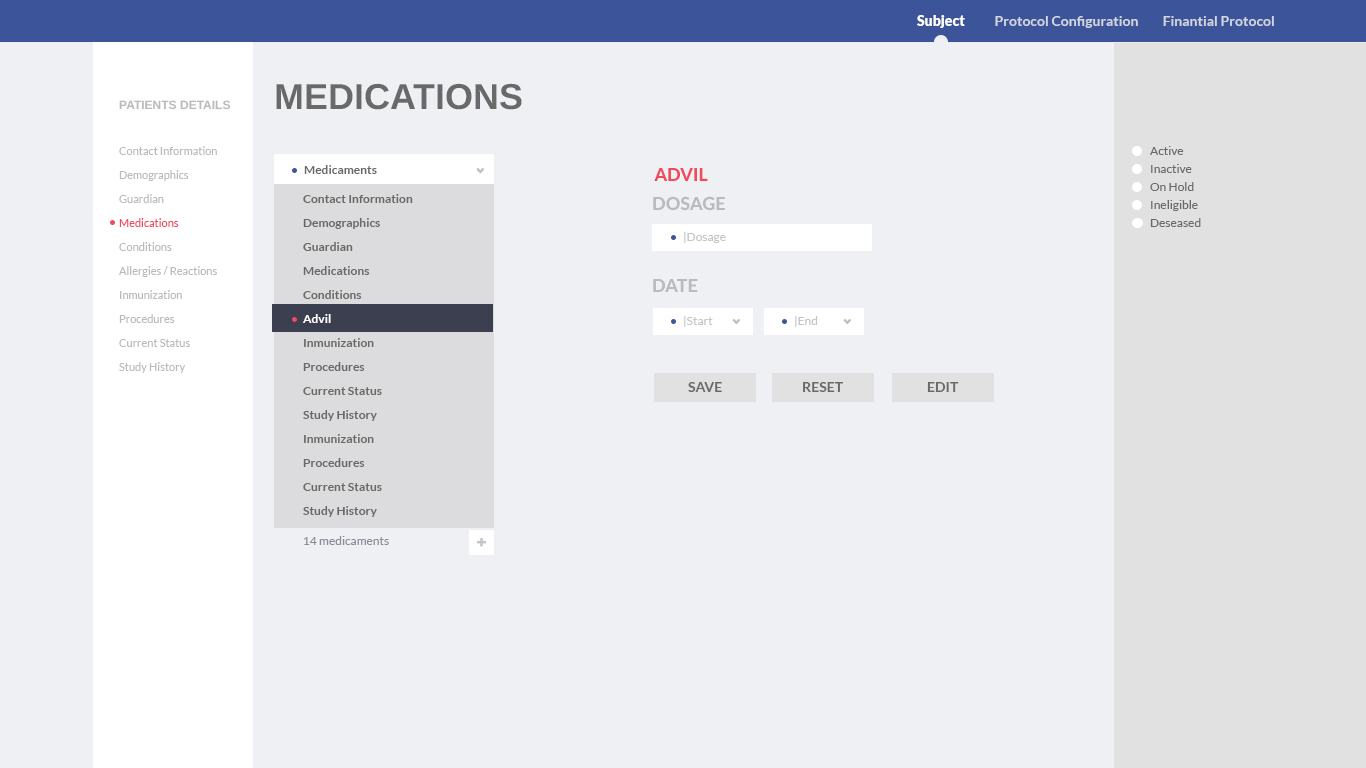 Subject Protocol Configuration Finantial Protocol
PATIENTS DETAILS
Contact Information
Demographics
Guardian
Medications
Conditions
Allergies / Reactions
Inmunization
Procedures
Current Status
Study History
MEDICATIONS
Medicaments
Contact Information
Demographics
Guardian
Medications
Conditions
Advil
Inmunization
Procedures
Current Status
Study History
Inmunization
Procedures
Current Status
Study History
14 medicaments
ADVIL
DOSAGE
|Dosage
DATE
|Start |End
SAVE RESET EDIT
Active
Inactive
On Hold
Ineligible
Deseased